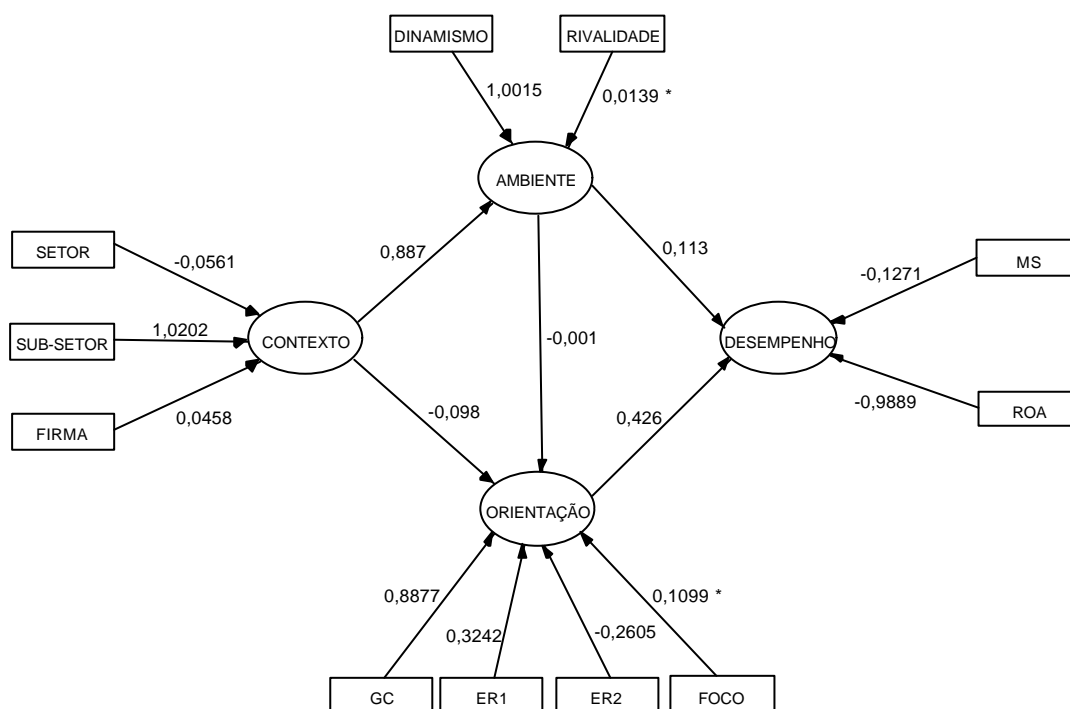 DINAMISMO
RIVALIDADE
1,0015
0,0139 *
AMBIENTE
SETOR
-0,0561
0,887
0,113
-0,1271
MS
SUB-SETOR
1,0202
CONTEXTO
-0,001
DESEMPENHO
FIRMA
0,0458
-0,098
0,426
-0,9889
ROA
ORIENTAÇÃO
0,8877
0,3242
-0,2605
0,1099 *
GC
ER1
ER2
FOCO